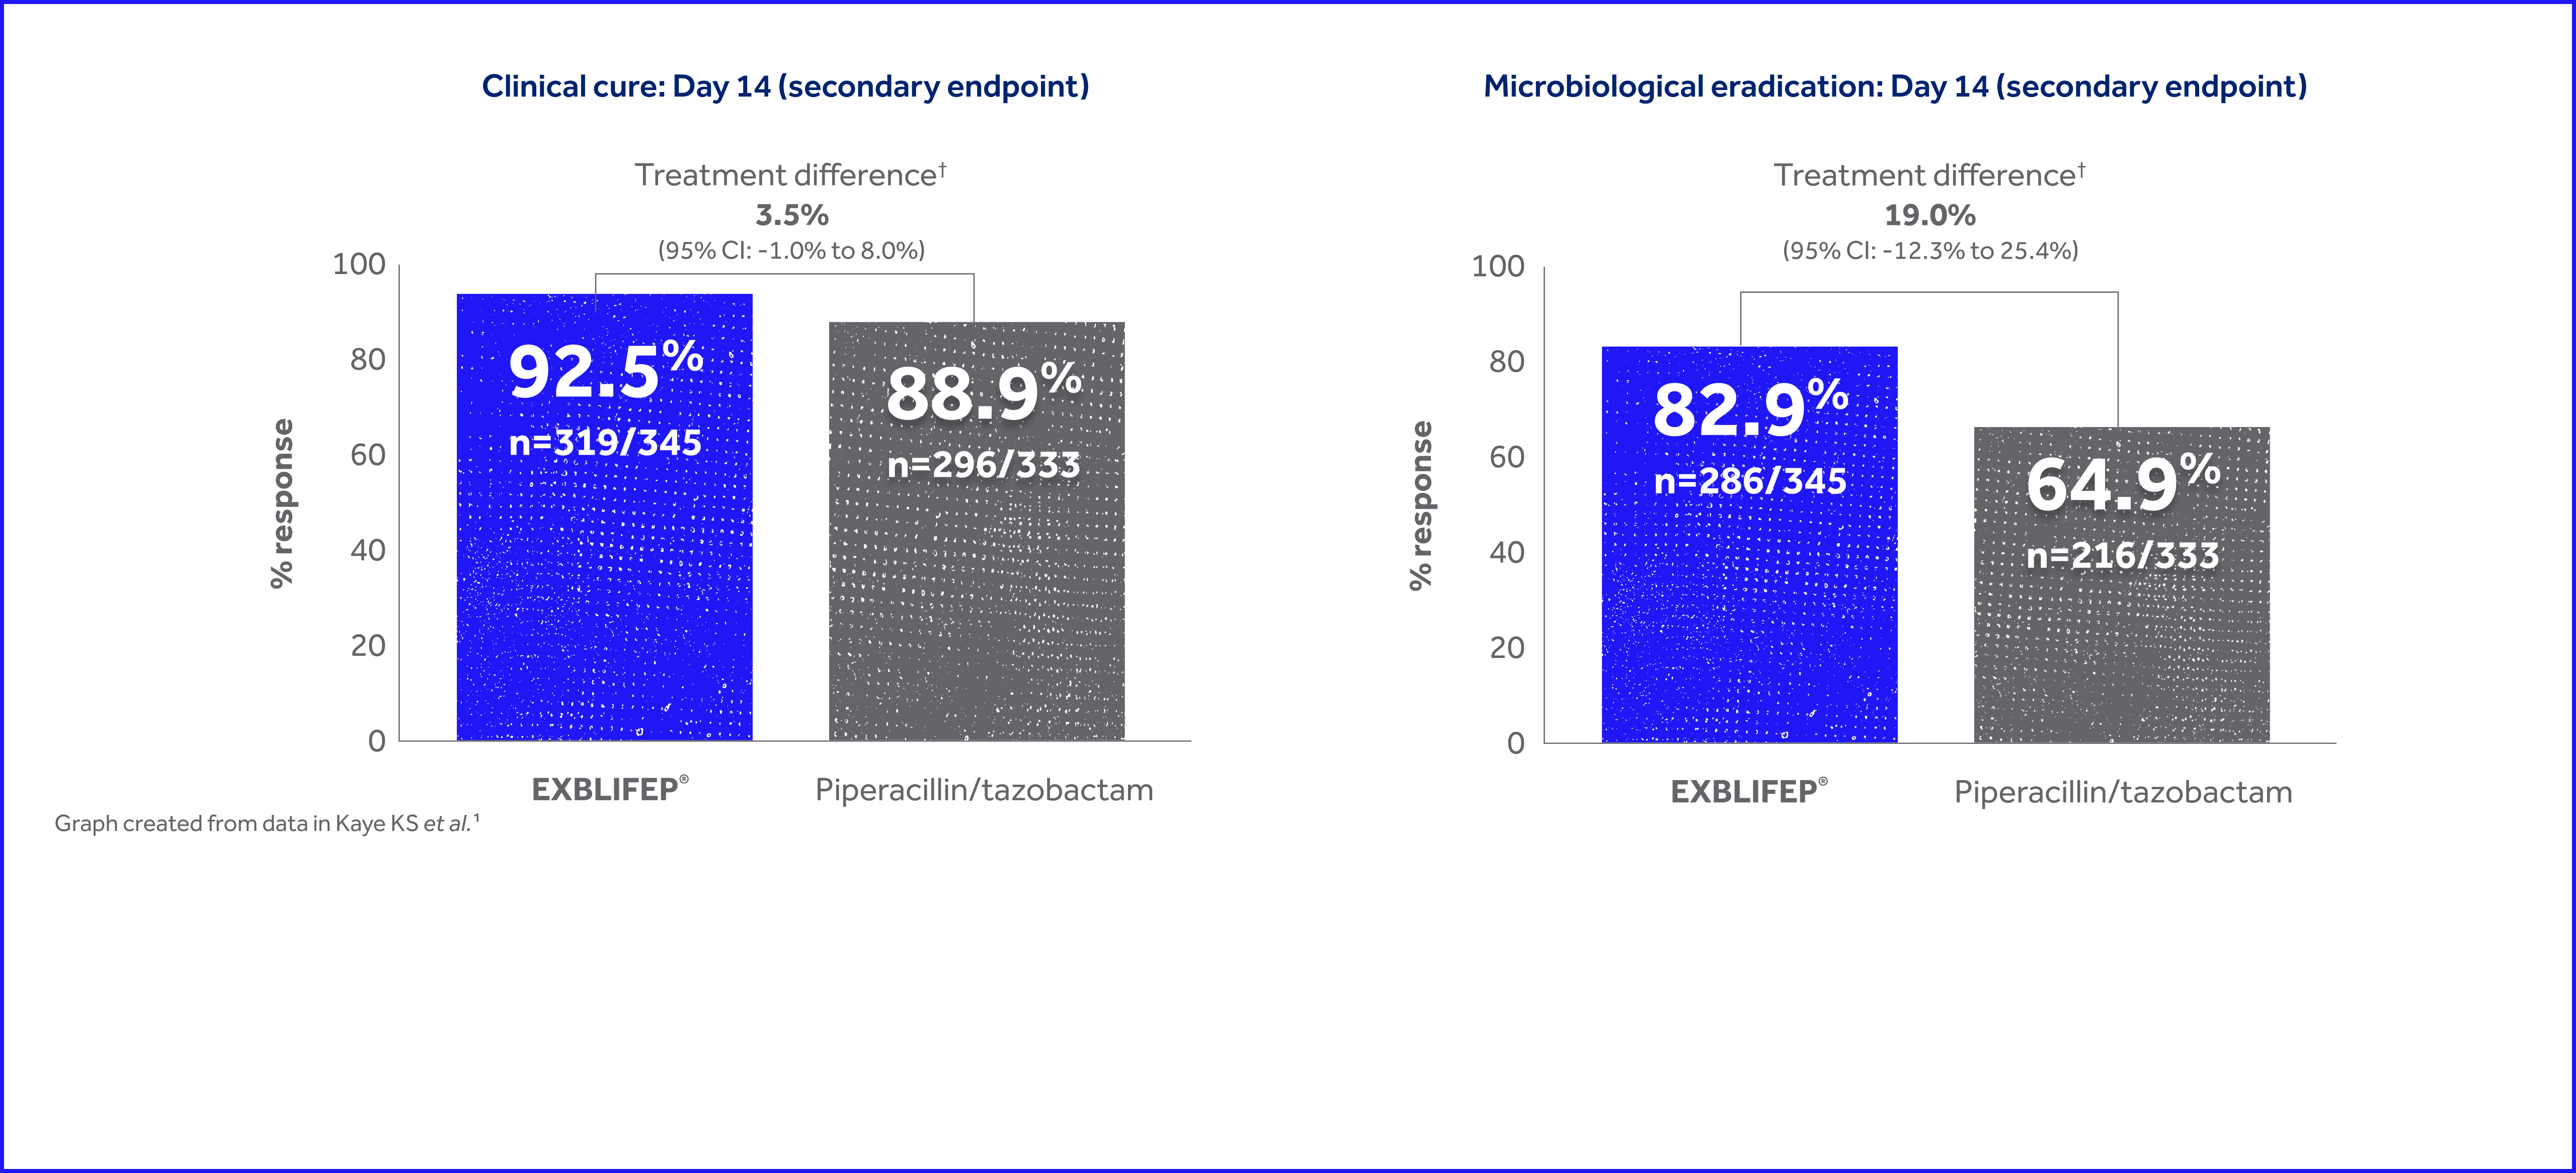 Clinical cure: Day 14 (secondary endpoint)
Treatment difference†
3.5%
(95% CI: -1.0% to 8.0%)
100
80
60
40
20
0
% response
92.5%
n=319/345
88.9%
n=296/333
EXBLIFEP®
Piperacillin/tazobactam
Graph created from data in Kaye KS et al.¹
Microbiological eradication: Day 14 (secondary endpoint)
Treatment difference†
19.0%
(95% CI: -12.3% to 25.4%)
100
80
60
40
20
0
% response
82.9%
n=286/345
64.9%
n=216/333
EXBLIFEP®
Piperacillin/tazobactam